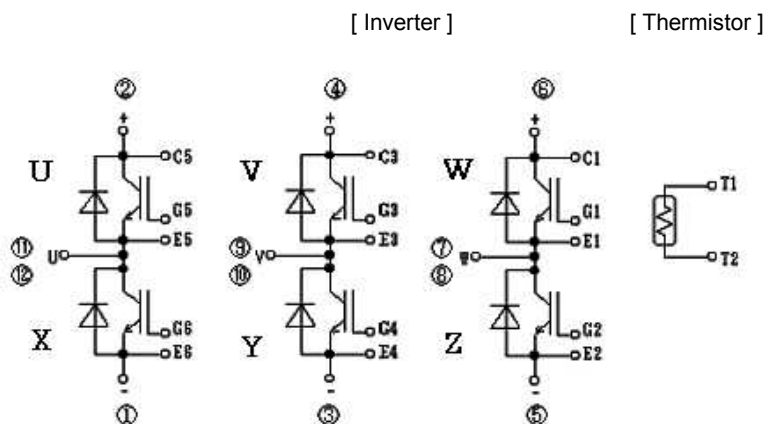 [ Inverter ] [ Thermistor ]
② ④ ⑥
+ + +
C5 C3 C1
U V W
T1
G5 G3 G1
E5 E3 E1
⑪ U ⑨ V ⑦ W
T2
⑫ ⑩ ⑧
X Y Z
G6 G4 G2
E6 E4 E2
- - -
① ③ ⑤